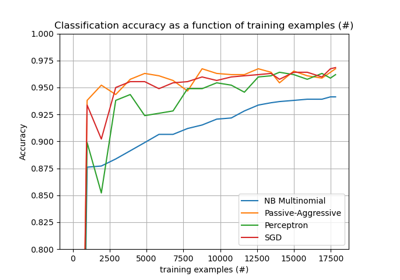 Classification accuracy as a function of training examples (#)
1.000
0.975
0.950
0.925
0.900
0.875
0.850
0.825
0.800
Accuracy
NB Multinomial
Passive-Aggressive
Perceptron
SGD
0 2500 5000 7500 10000 12500 15000 17500
training examples (#)